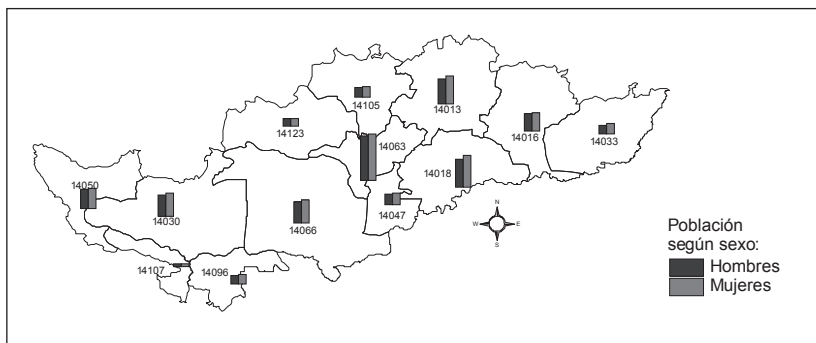 14105
14013
14123
14016
14033
14063
14050
14018
14030
14047
14066
N
W E
S
14107
14096
Población
según sexo:
Hombres
Mujeres